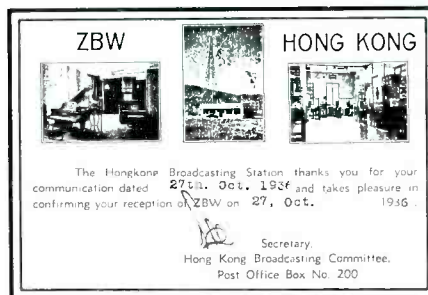 ZBW HONG KONG
The Hongkong Broadcasting Station thanks you for your
communication dated 27th. Oct. 1936 and takes pleasure in
confirming your reception of ZBW on 27, Oct. 1936.
Secretary,
Hong Kong Broadcasting Committee,
Post Office Box No. 200